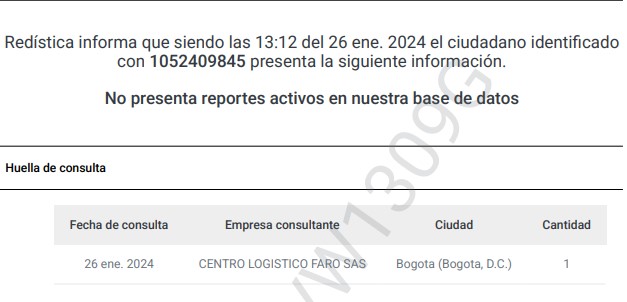 Redística informa que siendo las 13:12 del 26 ene. 2024 el ciudadano identificado
con 1052409845 presenta la siguiente información.
No presenta reportes activos en nuestra base de datos
Huella de consulta
Fecha de consulta Empresa consultante Ciudad Cantidad
26 ene. 2024 CENTRO LOGISTICO FARO SAS Bogota (Bogota, D.C.) 1
W1309G